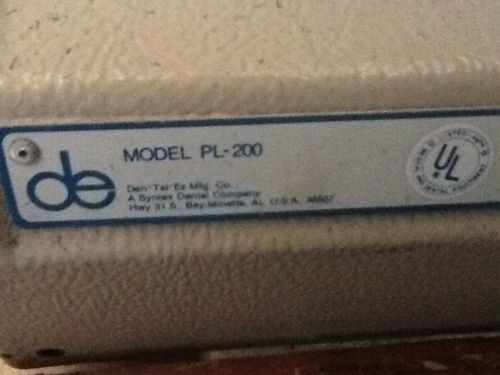 de
MODEL PL-200
Den-Tal-Ez Mfg. Co.
A Syntex Dental Company
Hwy 31 S., Bay Minette, AL U.S.A. 36507
UL